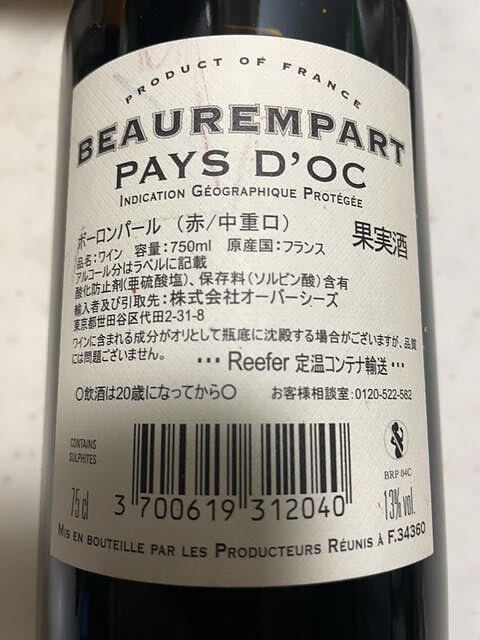 PRODUCT OF FRANCE
BEAUREMPART
PAYS D'OC
INDICATION GÉOGRAPHIQUE PROTÉGÉE
ボーロンパール (赤/中重口) 果実酒
品名:ワイン 容量:750ml 原産国:フランス
アルコール分はラベルに記載
酸化防止剤(亜硫酸塩)、保存料(ソルビン酸)含有
輸入者及び引取先:株式会社オーバーシーズ
東京都世田谷区代田2-31-8
ワインに含まれる成分がオリとして瓶底に沈殿する場合がございますが、品質
には問題ございません。 ··· Reefer 定温コンテナ輸送 ···
〇飲酒は20歳になってから〇 お客様相談室:0120-522-582
CONTAINS
SULPHITES
75 cl
3 700619 312040
BRP 04C
13% vol.
MIS EN BOUTEILLE PAR LES PRODUCTEURS RÉUNIS À F.34360